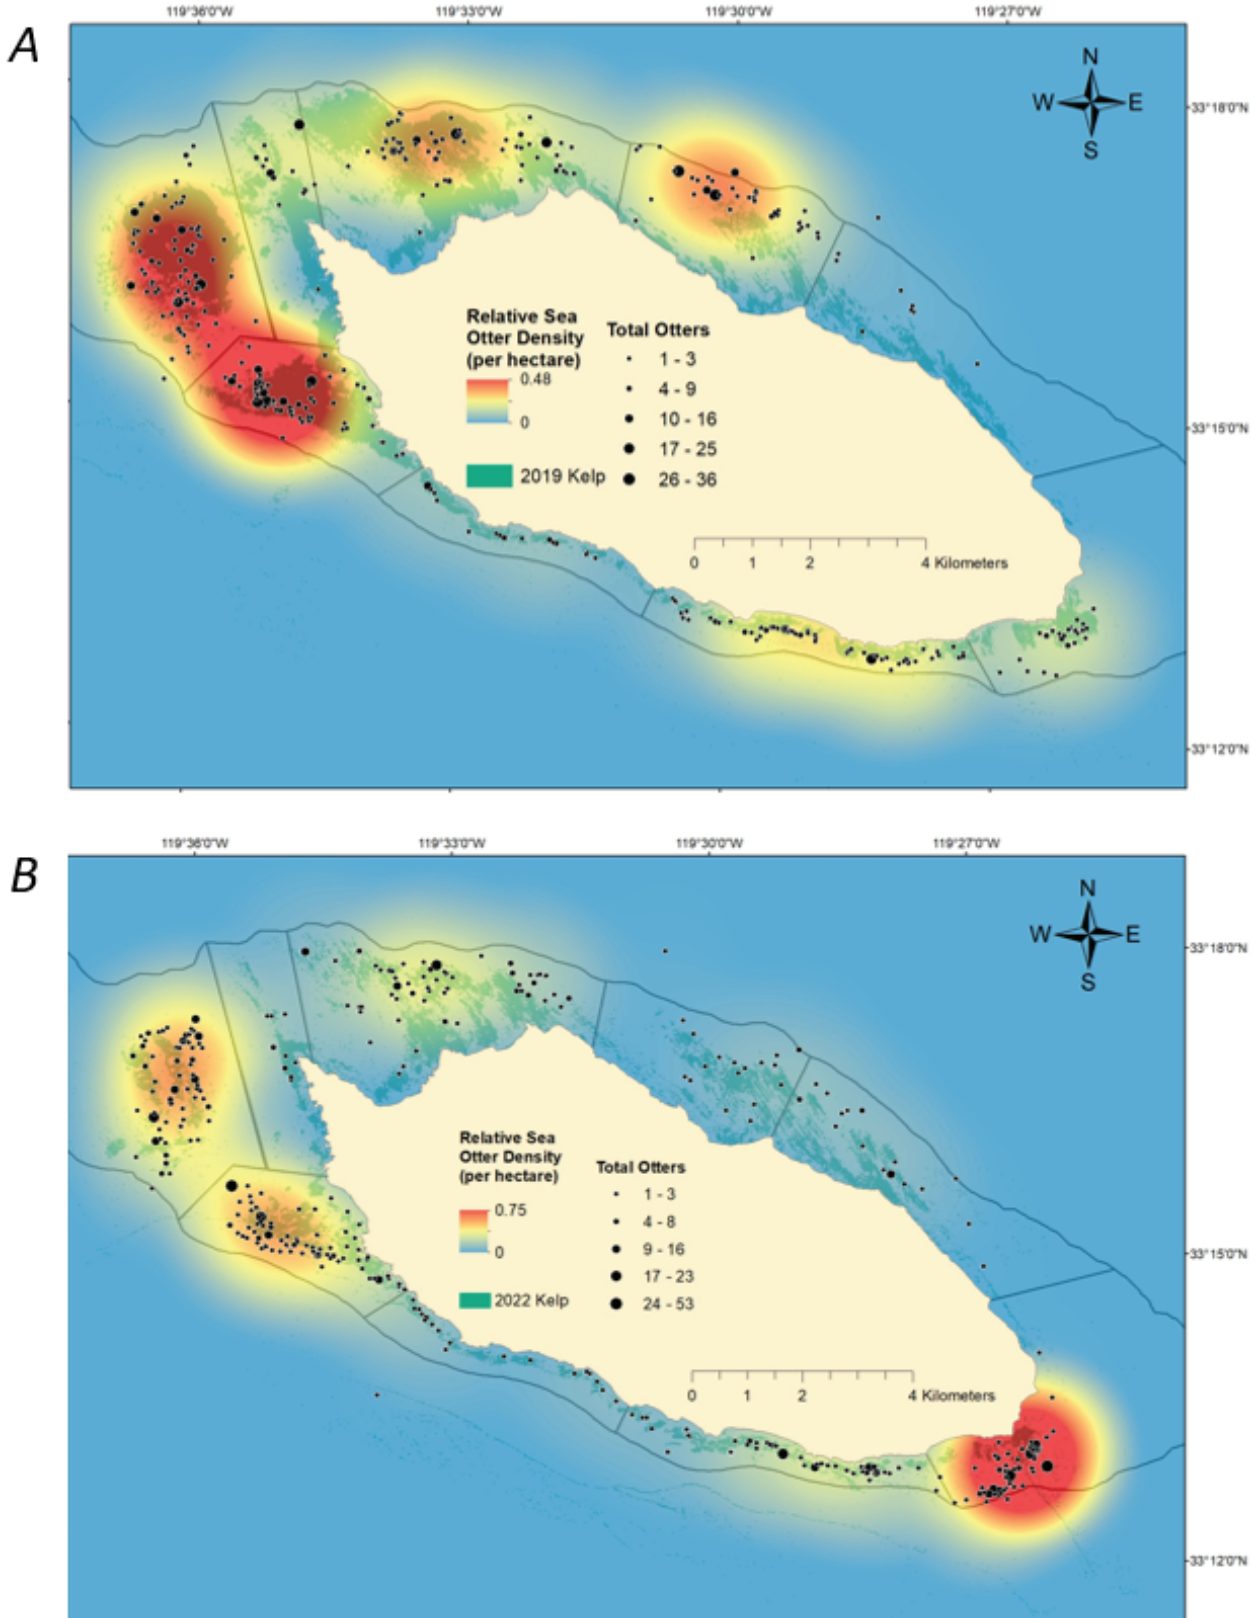 A
119°36'0"W 119°33'0"W 119°30'0"W 119°27'0"W
N
W E
S
33°18'0"N
Relative Sea
Otter Density
(per hectare)
0.48
0
2019 Kelp
Total Otters
1 - 3
4 - 9
10 - 16
17 - 25
26 - 36
33°15'0"N
0 1 2 4 Kilometers
33°12'0"N
B
119°36'0"W 119°33'0"W 119°30'0"W 119°27'0"W
N
W E
S
33°18'0"N
Relative Sea
Otter Density
(per hectare)
0.75
0
2022 Kelp
Total Otters
1 - 3
4 - 8
9 - 16
17 - 23
24 - 53
33°15'0"N
0 1 2 4 Kilometers
33°12'0"N